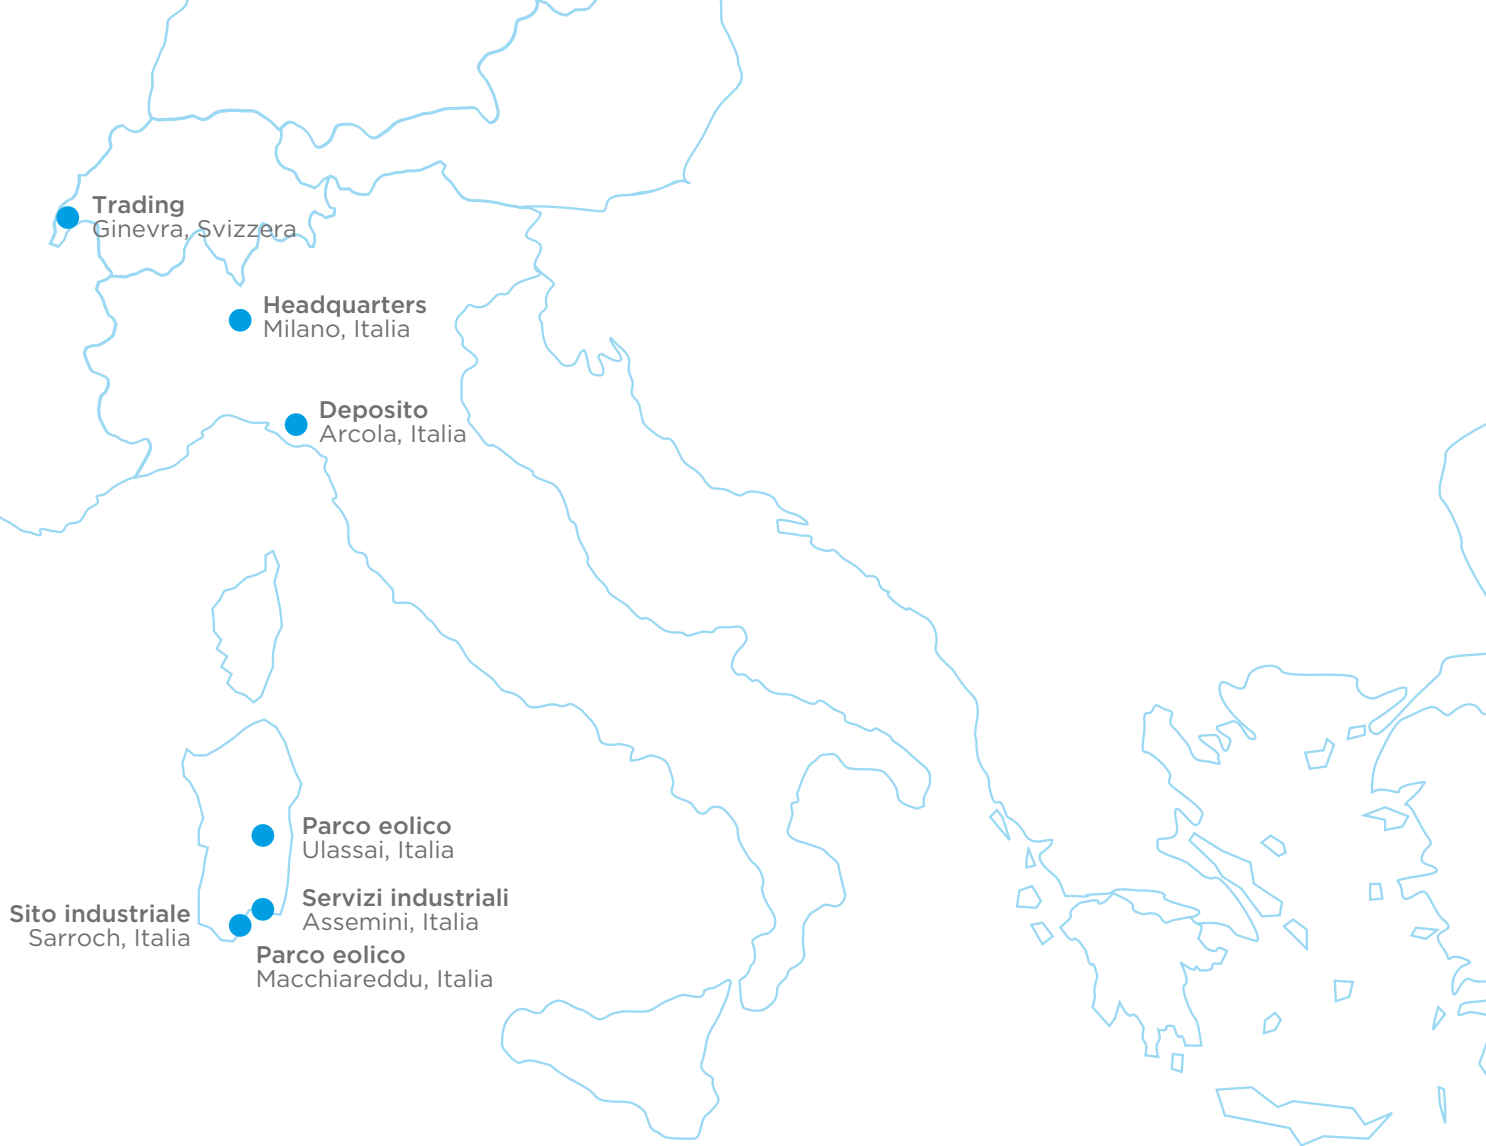 Trading
Ginevra, Svizzera
Headquarters
Milano, Italia
Deposito
Arcola, Italia
Parco eolico
Ulassai, Italia
Servizi industriali
Assemini, Italia
Sito industriale
Sarroch, Italia
Parco eolico
Macchiareddu, Italia